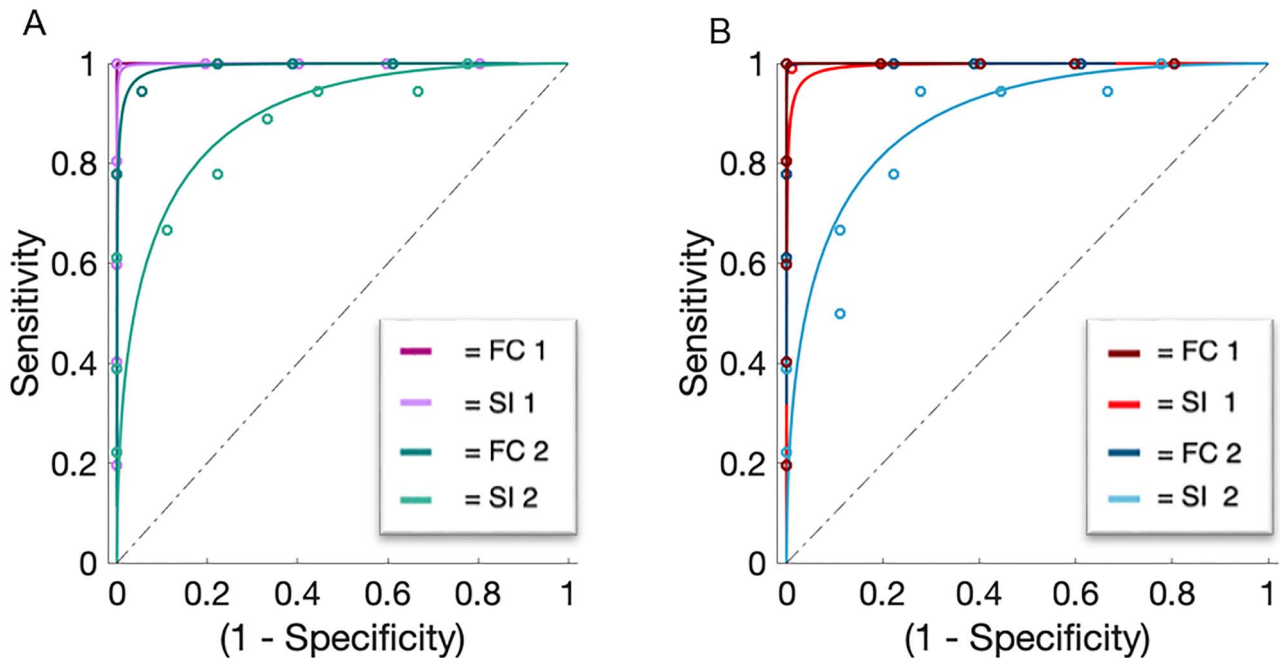 A
1
0.8
0.6
0.4
0.2
0
Sensitivity
0 0.2 0.4 0.6 0.8 1
(1 - Specificity)
= FC 1
= SI 1
= FC 2
= SI 2
B
1
0.8
0.6
0.4
0.2
0
Sensitivity
0 0.2 0.4 0.6 0.8 1
(1 - Specificity)
= FC 1
= SI 1
= FC 2
= SI 2